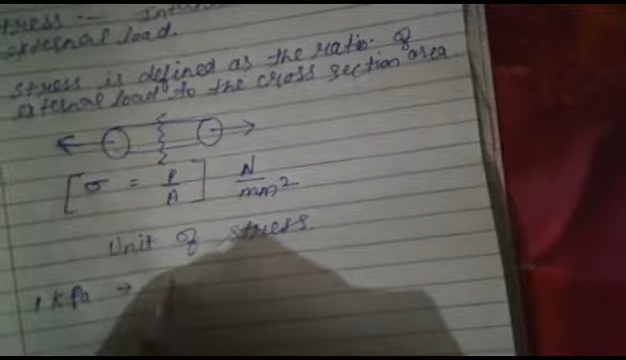 stress :-
external load.
stress is defined as the ratio of
external load to the cross section area
[σ = P/A] N/mm²
Unit of stress.
1 KPa →